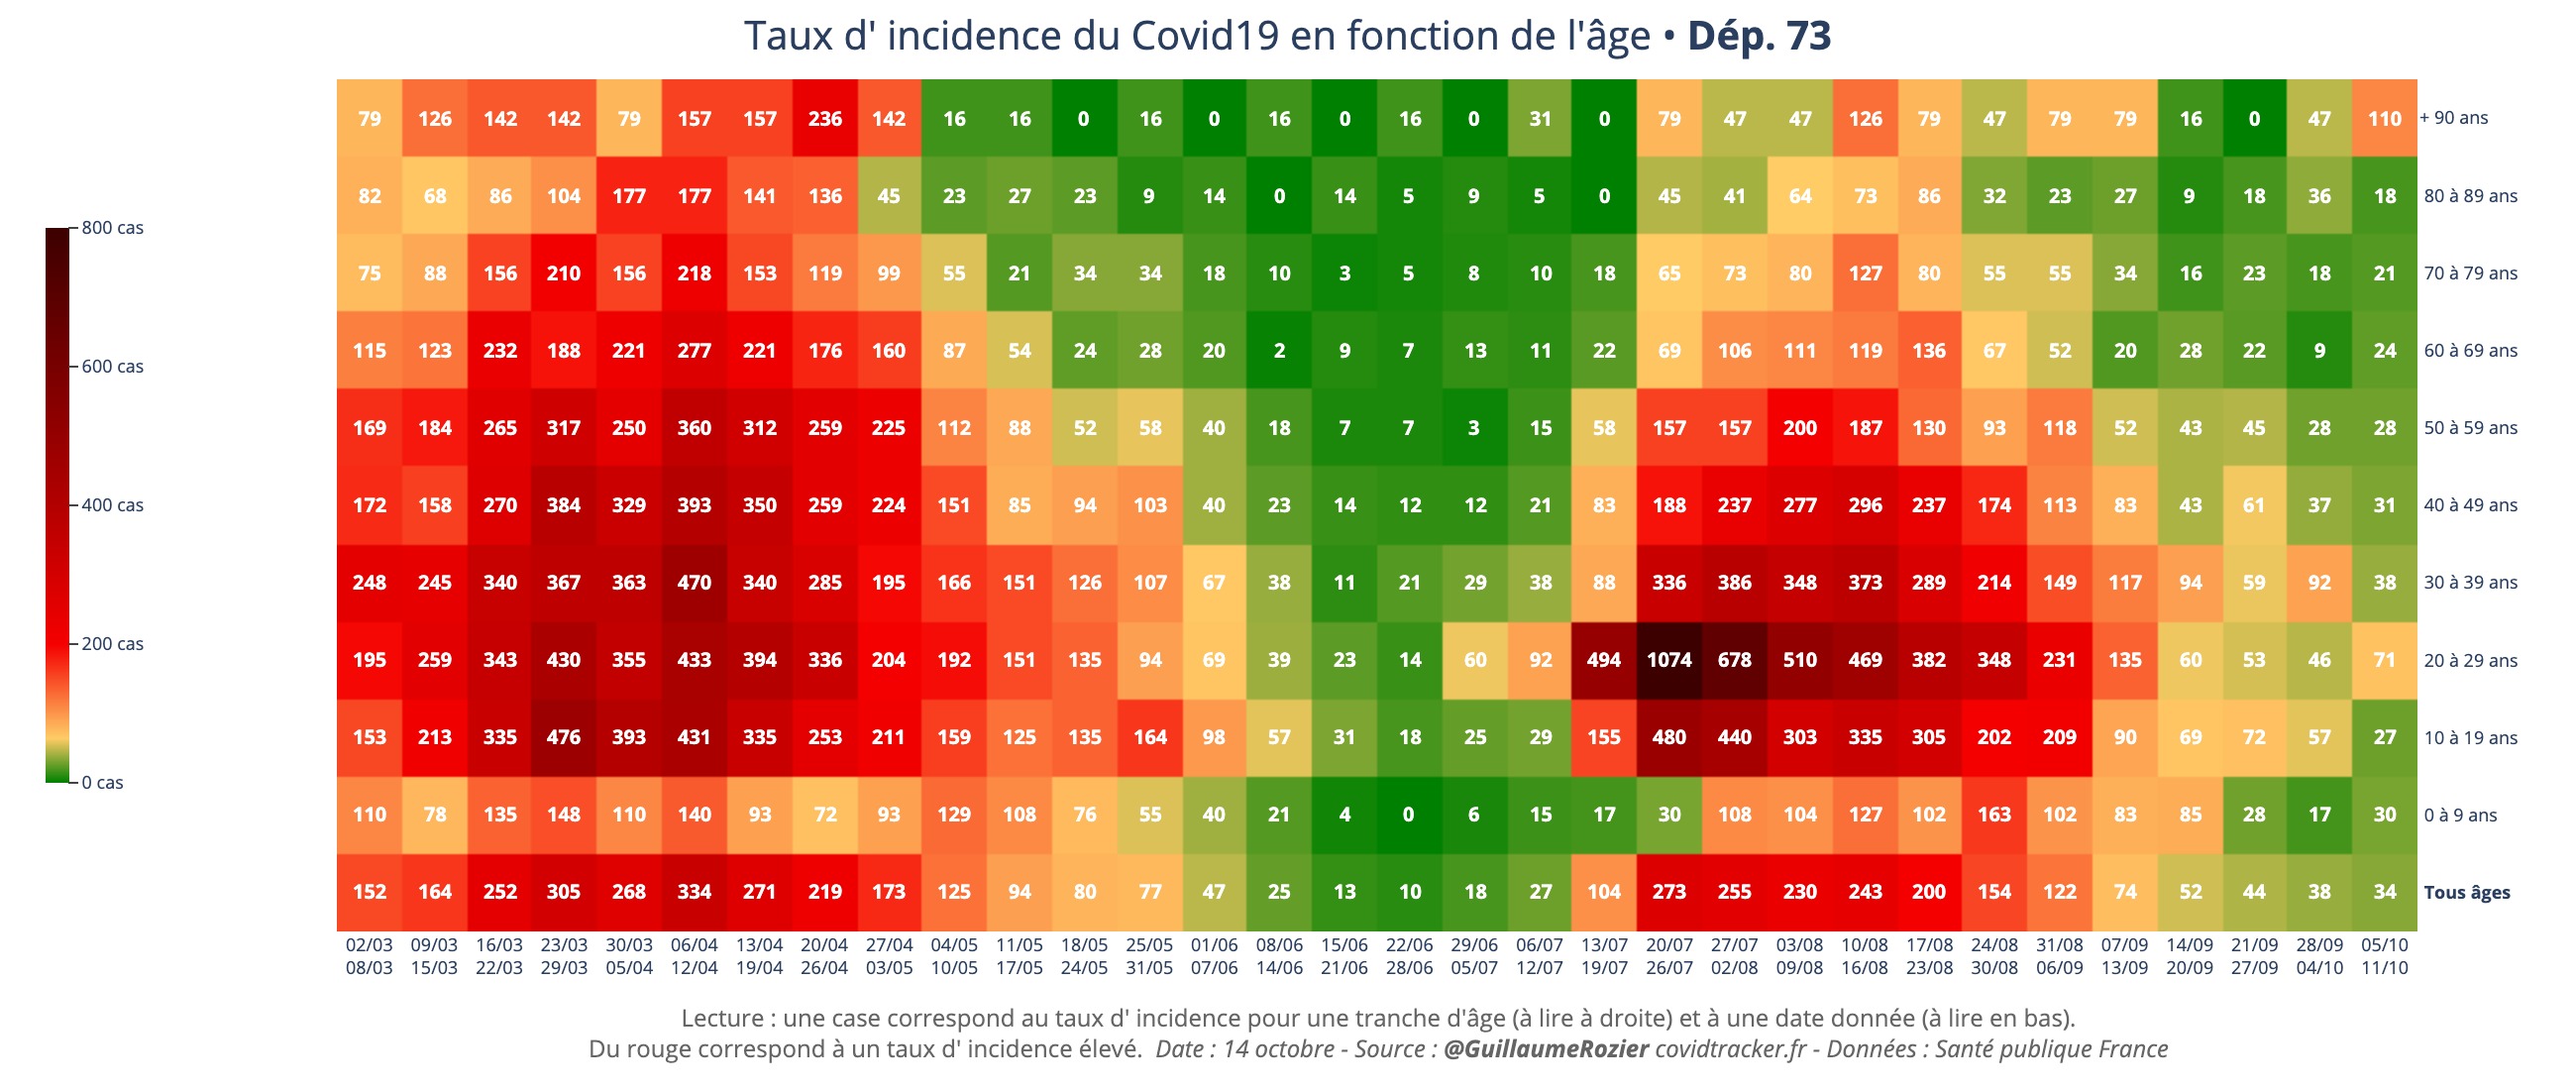 Taux d' incidence du Covid19 en fonction de l'âge • Dép. 73
800 cas
600 cas
400 cas
200 cas
0 cas
79 126 142 142 79 157 157 236 142 16 16 0 16 0 16 0 16 0 31 0 79 47 47 126 79 47 79 79 16 0 47 110 + 90 ans
82 68 86 104 177 177 141 136 45 23 27 23 9 14 0 14 5 9 5 0 45 41 64 73 86 32 23 27 9 18 36 18 80 à 89 ans
75 88 156 210 156 218 153 119 99 55 21 34 34 18 10 3 5 8 10 18 65 73 80 127 80 55 55 34 16 23 18 21 70 à 79 ans
115 123 232 188 221 277 221 176 160 87 54 24 28 20 2 9 7 13 11 22 69 106 111 119 136 67 52 20 28 22 9 24 60 à 69 ans
169 184 265 317 250 360 312 259 225 112 88 52 58 40 18 7 7 3 15 58 157 157 200 187 130 93 118 52 43 45 28 28 50 à 59 ans
172 158 270 384 329 393 350 259 224 151 85 94 103 40 23 14 12 12 21 83 188 237 277 296 237 174 113 83 43 61 37 31 40 à 49 ans
248 245 340 367 363 470 340 285 195 166 151 126 107 67 38 11 21 29 38 88 336 386 348 373 289 214 149 117 94 59 92 38 30 à 39 ans
195 259 343 430 355 433 394 336 204 192 151 135 94 69 39 23 14 60 92 494 1074 678 510 469 382 348 231 135 60 53 46 71 20 à 29 ans
153 213 335 476 393 431 335 253 211 159 125 135 164 98 57 31 18 25 29 155 480 440 303 335 305 202 209 90 69 72 57 27 10 à 19 ans
110 78 135 148 110 140 93 72 93 129 108 76 55 40 21 4 0 6 15 17 30 108 104 127 102 163 102 83 85 28 17 30 0 à 9 ans
152 164 252 305 268 334 271 219 173 125 94 80 77 47 25 13 10 18 27 104 273 255 230 243 200 154 122 74 52 44 38 34 Tous âges
02/03 09/03 16/03 23/03 30/03 06/04 13/04 20/04 27/04 04/05 11/05 18/05 25/05 01/06 08/06 15/06 22/06 29/06 06/07 13/07 20/07 27/07 03/08 10/08 17/08 24/08 31/08 07/09 14/09 21/09 28/09 05/10
08/03 15/03 22/03 29/03 05/04 12/04 19/04 26/04 03/05 10/05 17/05 24/05 31/05 07/06 14/06 21/06 28/06 05/07 12/07 19/07 26/07 02/08 09/08 16/08 23/08 30/08 06/09 13/09 20/09 27/09 04/10 11/10
Lecture : une case correspond au taux d' incidence pour une tranche d'âge (à lire à droite) et à une date donnée (à lire en bas).
Du rouge correspond à un taux d' incidence élevé. Date : 14 octobre - Source : @GuillaumeRozier covidtracker.fr - Données : Santé publique France